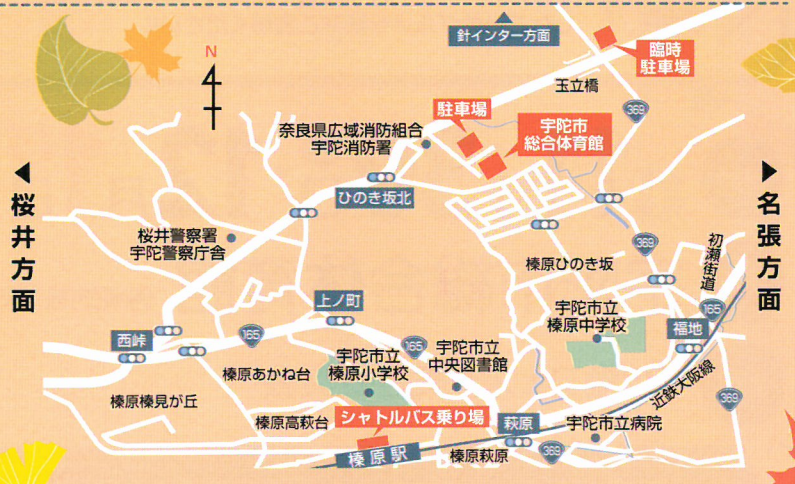 N
針インター方面
臨時
駐車場
玉立橋
369
駐車場
宇陀市
総合体育館
奈良県広域消防組合
宇陀消防署
ひのき坂北
桜井方面
名張方面
桜井警察署
宇陀警察庁舎
369
初瀬街道
榛原ひのき坂
上ノ町
宇陀市立
榛原中学校
165
福地
西峠
165
165
宇陀市立
榛原小学校
宇陀市立
中央図書館
榛原あかね台
近鉄大阪線
369
榛原榛見が丘
榛原高萩台
シャトルバス乗り場
萩原
宇陀市立病院
榛原駅
榛原萩原
369